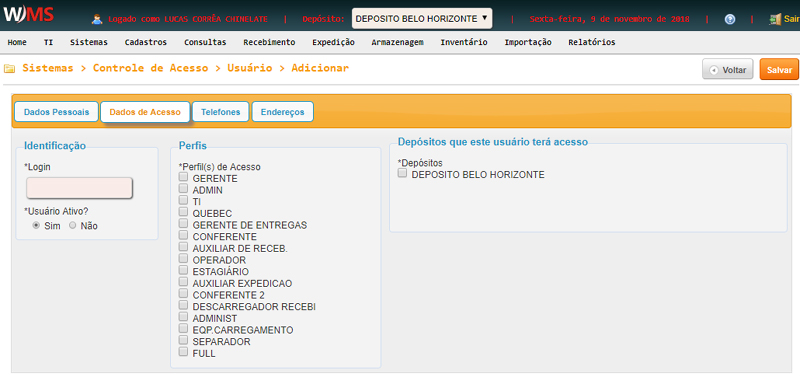 WMS
Logado como LUCAS CORRÊA CHINELATE | Depósito: DEPOSITO BELO HORIZONTE | Sexta-feira, 9 de novembro de 2018 | | Sair
Home TI Sistemas Cadastros Consultas Recebimento Expedição Armazenagem Inventário Importação Relatórios
Sistemas > Controle de Acesso > Usuário > Adicionar
Voltar Salvar
Dados Pessoais Dados de Acesso Telefones Endereços
Identificação
*Login
*Usuário Ativo?
Sim Não
Perfis
*Perfil(s) de Acesso
GERENTE
ADMIN
TI
QUEBEC
GERENTE DE ENTREGAS
CONFERENTE
AUXILIAR DE RECEB.
OPERADOR
ESTAGIÁRIO
AUXILIAR EXPEDICAO
CONFERENTE 2
DESCARREGADOR RECEBI
ADMINIST
EQP.CARREGAMENTO
SEPARADOR
FULL
Depósitos que este usuário terá acesso
*Depósitos
DEPOSITO BELO HORIZONTE